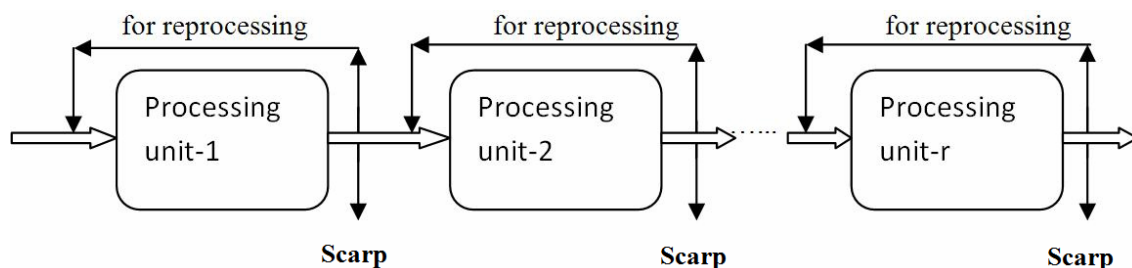 for reprocessing for reprocessing for reprocessing
Processing Processing Processing
unit-1 unit-2 ...... unit-r
Scarp Scarp Scarp